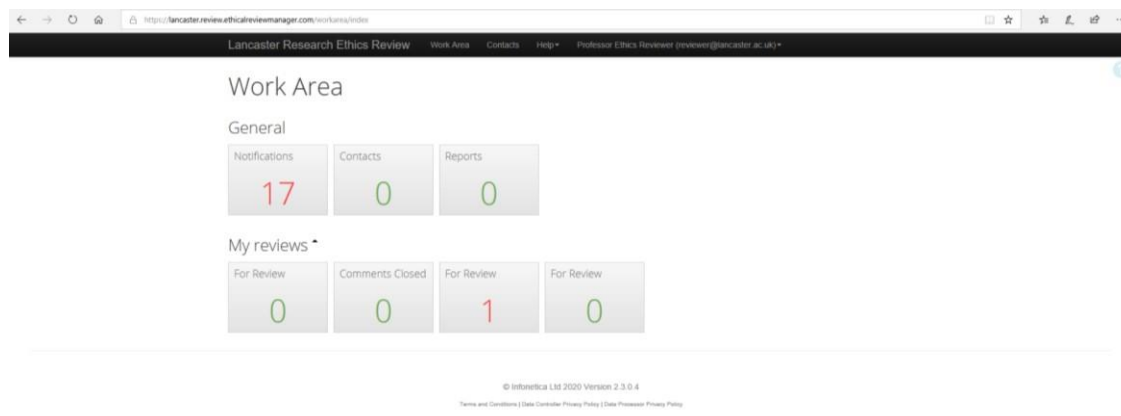 https://lancaster.review.ethicalreviewmanager.com/workarea/index
Lancaster Research Ethics Review Work Area Contacts Help Professor Ethics Reviewer (reviewer@lancaster.ac.uk)
Work Area
General
Notifications Contacts Reports
17 0 0
My reviews
For Review Comments Closed For Review For Review
0 0 1 0
© Infonetica Ltd 2020 Version 2.3.0.4
Terms and Conditions | Data Controller Privacy Policy | Data Processor Privacy Policy